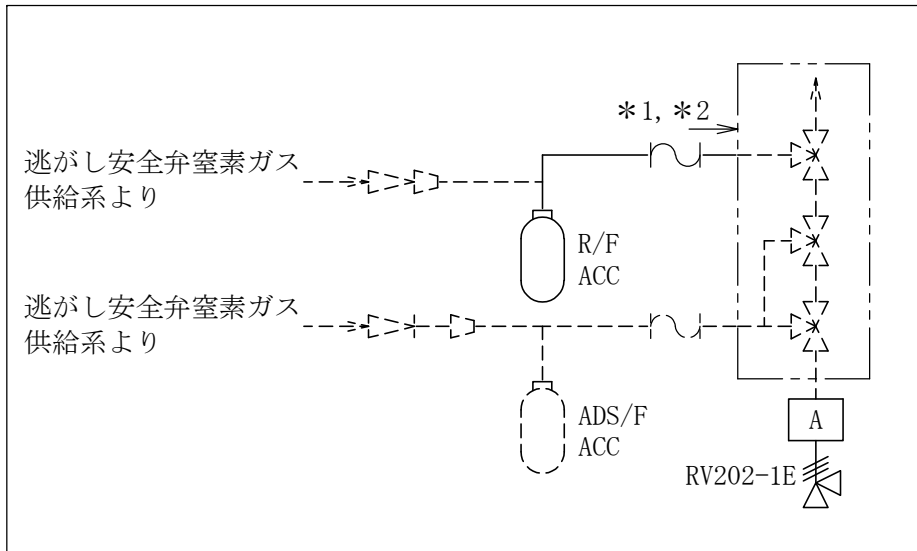 *1, *2
逃がし安全弁窒素ガス
供給系より
R/F
ACC
逃がし安全弁窒素ガス
供給系より
ADS/F
ACC
A
RV202-1E